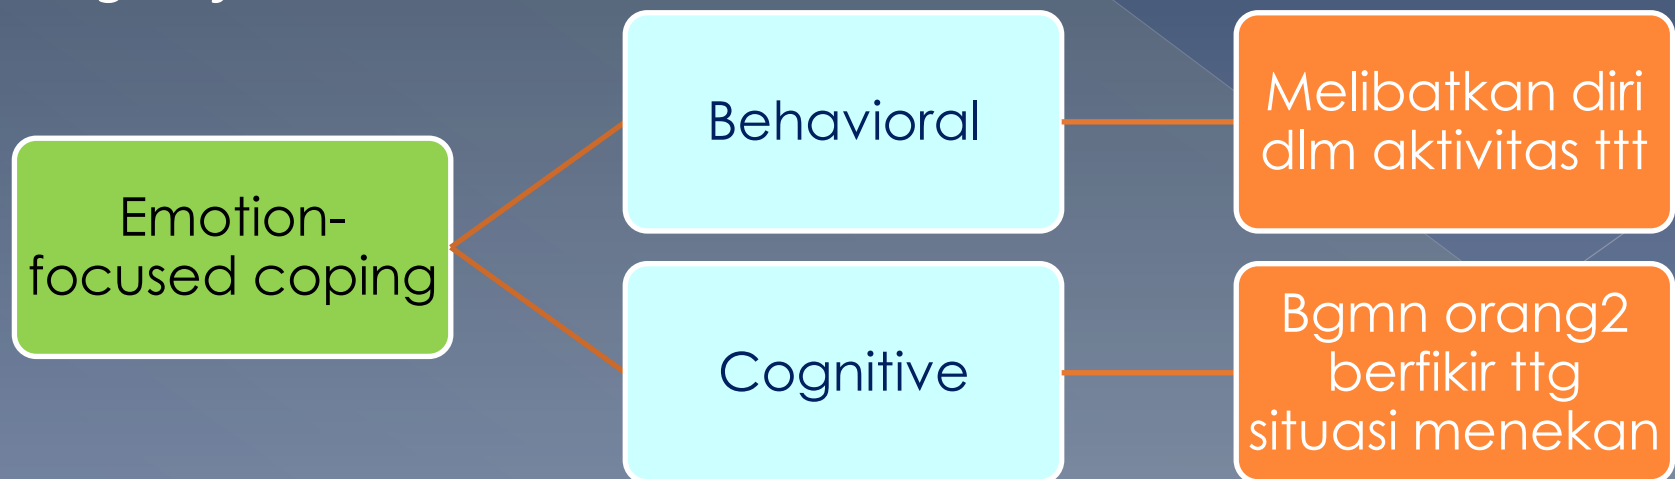 Emotion-
focused coping
Behavioral
Melibatkan diri
dlm aktivitas ttt
Cognitive
Bgmn orang2
berfikir ttg
situasi menekan